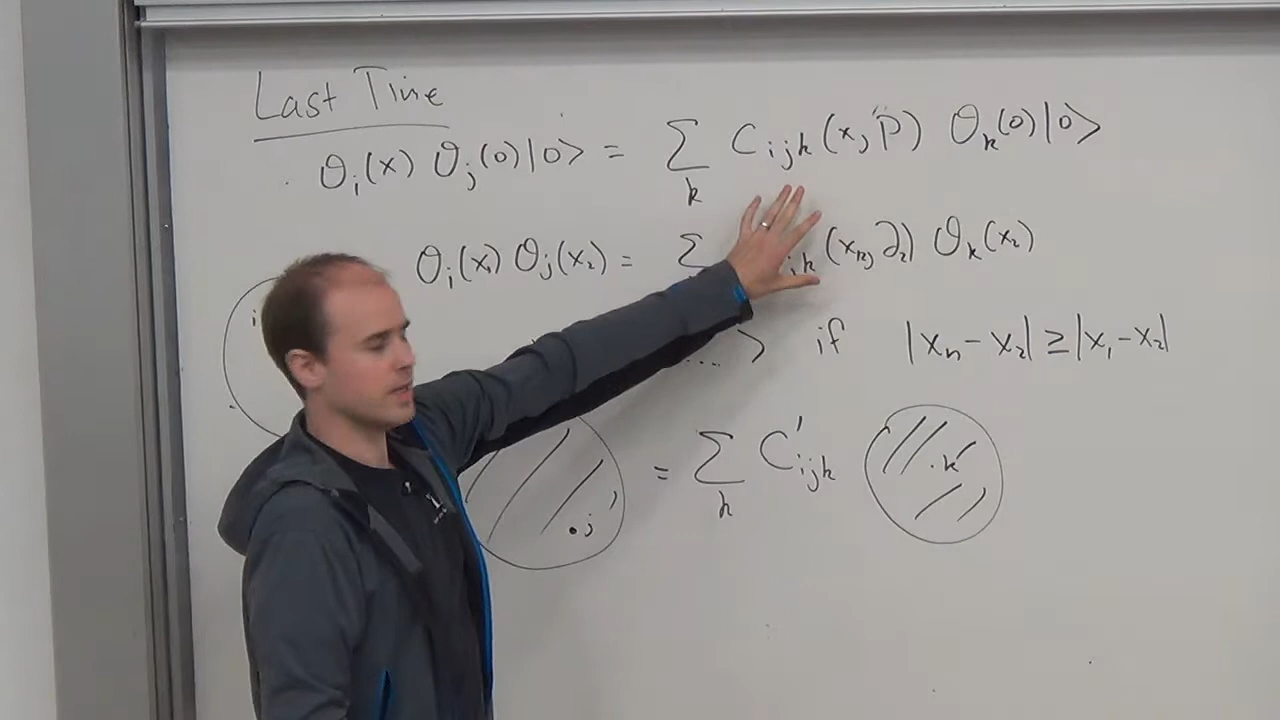 Last Time
O_i(x) O_j(0)|0> = Σ_k C_ijk(x, P) O_k(0)|0>
O_i(x_1) O_j(x_2) = Σ (x_12, ∂_2) O_k(x_2)
....> if |x_n - x_2| ≥ |x_1 - x_2|
i
j = Σ_k C'_ijk k